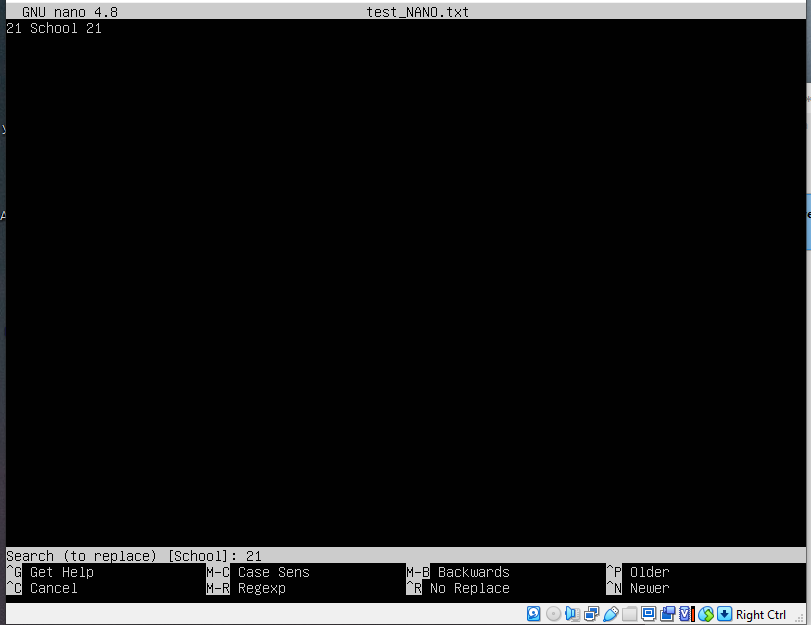 GNU nano 4.8 test_NANO.txt
21 School 21
Search (to replace) [School]: 21
^G Get Help M-C Case Sens M-B Backwards ^P Older
^C Cancel M-R Regexp ^R No Replace ^N Newer
Right Ctrl